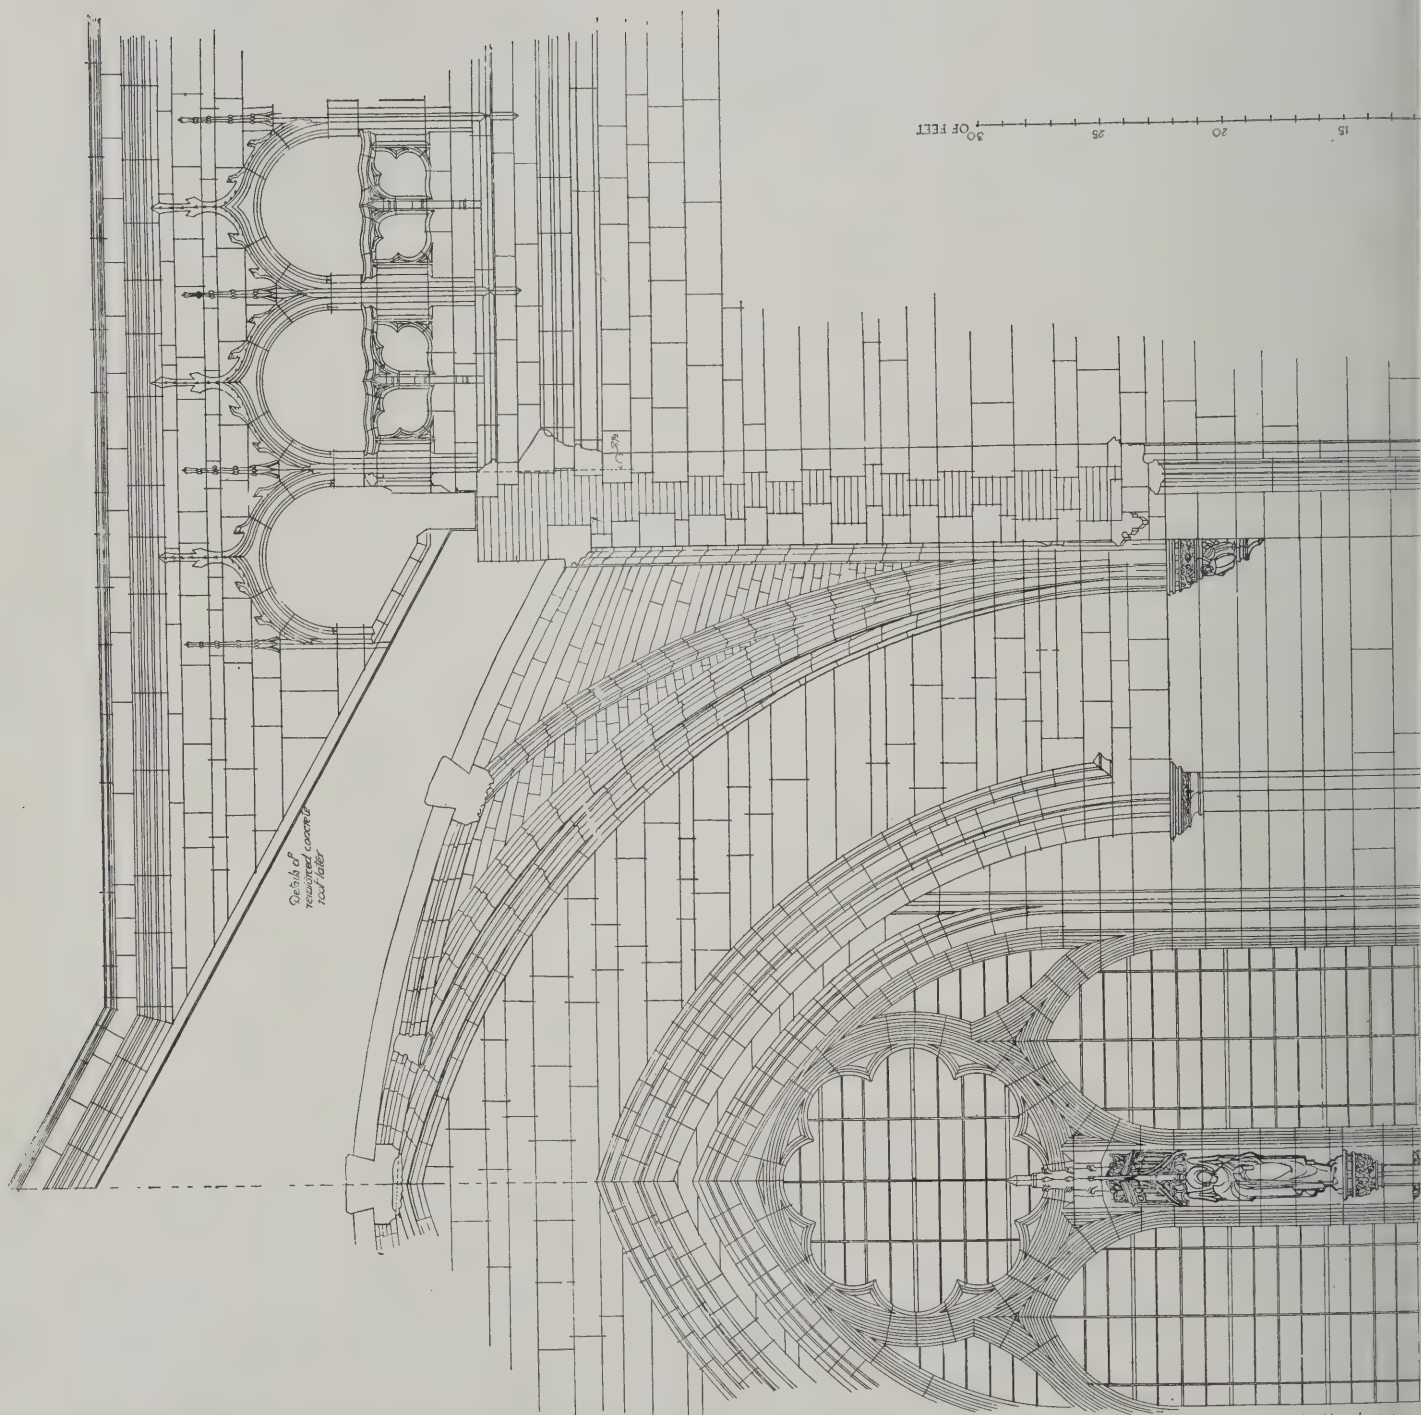 Details of
reinforced concrete
roof later
OF FEET
30
25
20
15